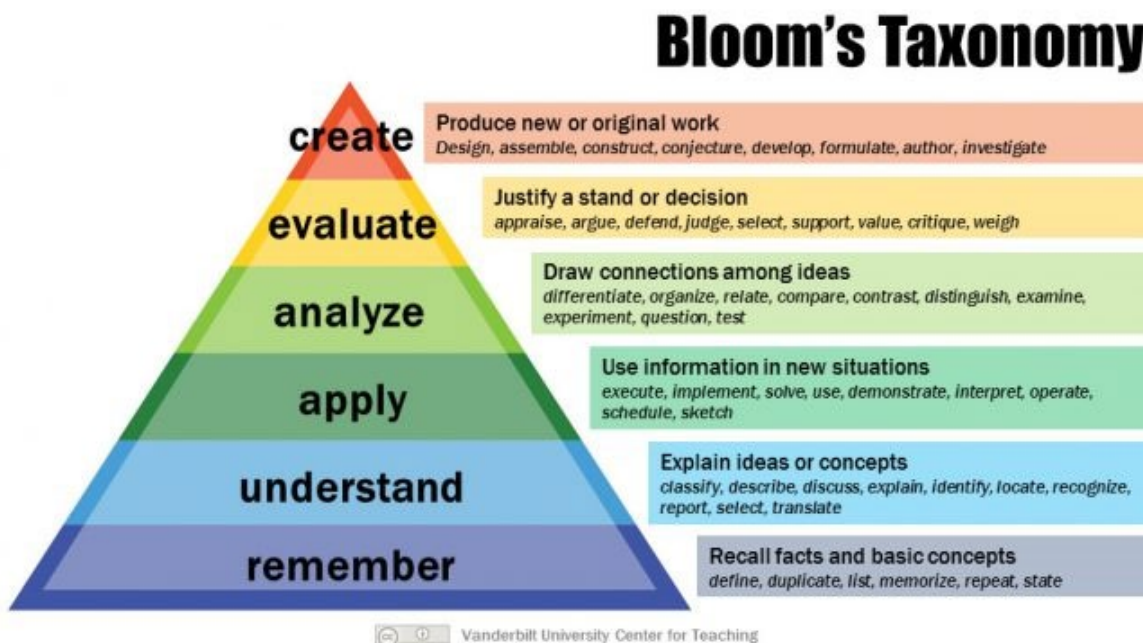 Bloom's Taxonomy
create
Produce new or original work
Design, assemble, construct, conjecture, develop, formulate, author, investigate
evaluate
Justify a stand or decision
appraise, argue, defend, judge, select, support, value, critique, weigh
analyze
Draw connections among ideas
differentiate, organize, relate, compare, contrast, distinguish, examine,
experiment, question, test
apply
Use information in new situations
execute, implement, solve, use, demonstrate, interpret, operate,
schedule, sketch
understand
Explain ideas or concepts
classify, describe, discuss, explain, identify, locate, recognize,
report, select, translate
remember
Recall facts and basic concepts
define, duplicate, list, memorize, repeat, state
cc
Vanderbilt University Center for Teaching